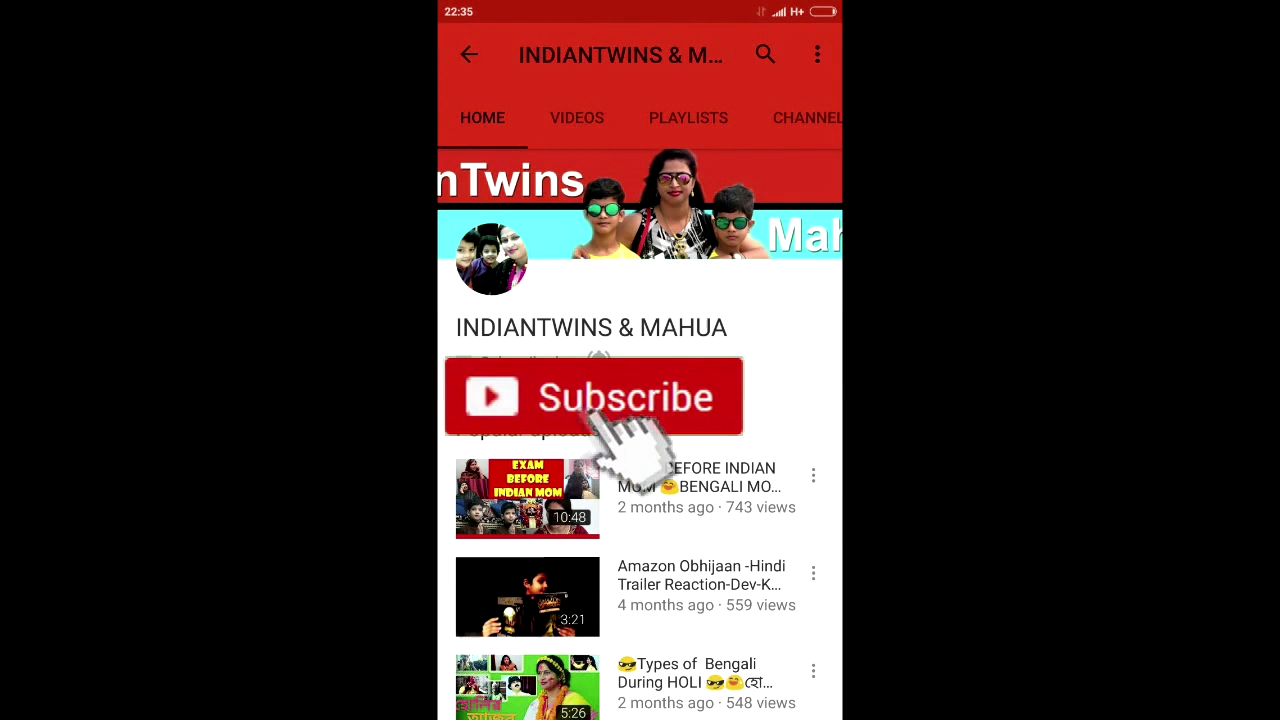 22:35
H+
INDIANTWINS & M...
HOME
VIDEOS
PLAYLISTS
CHANNEL
nTwins
Mah
INDIANTWINS & MAHUA
Subscribe
EXAM
BEFORE
INDIAN MOM
10:48
EFORE INDIAN
MOM 😄BENGALI MO...
2 months ago · 743 views
3:21
Amazon Obhijaan -Hindi
Trailer Reaction-Dev-K...
4 months ago · 559 views
5:26
😎Types of Bengali
During HOLI 😎😄হো...
2 months ago · 548 views